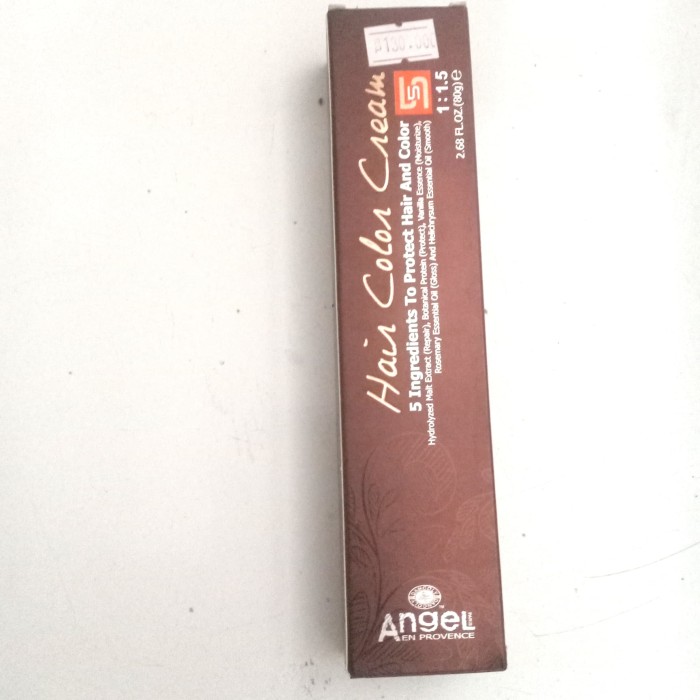 Hair Color Cream
5 Ingredients To Protect Hair And Color
Hydrolyzed Malt Extract (Repair), Botanical Protein (Protect), Vanilla Essence (Moisturize),
Rosemary Essential Oil (Gloss) And Helichrysum Essential Oil (Smooth)
5
1 : 1.5
2.68 FL.OZ.(80g) e
Angel
EN PROVENCE